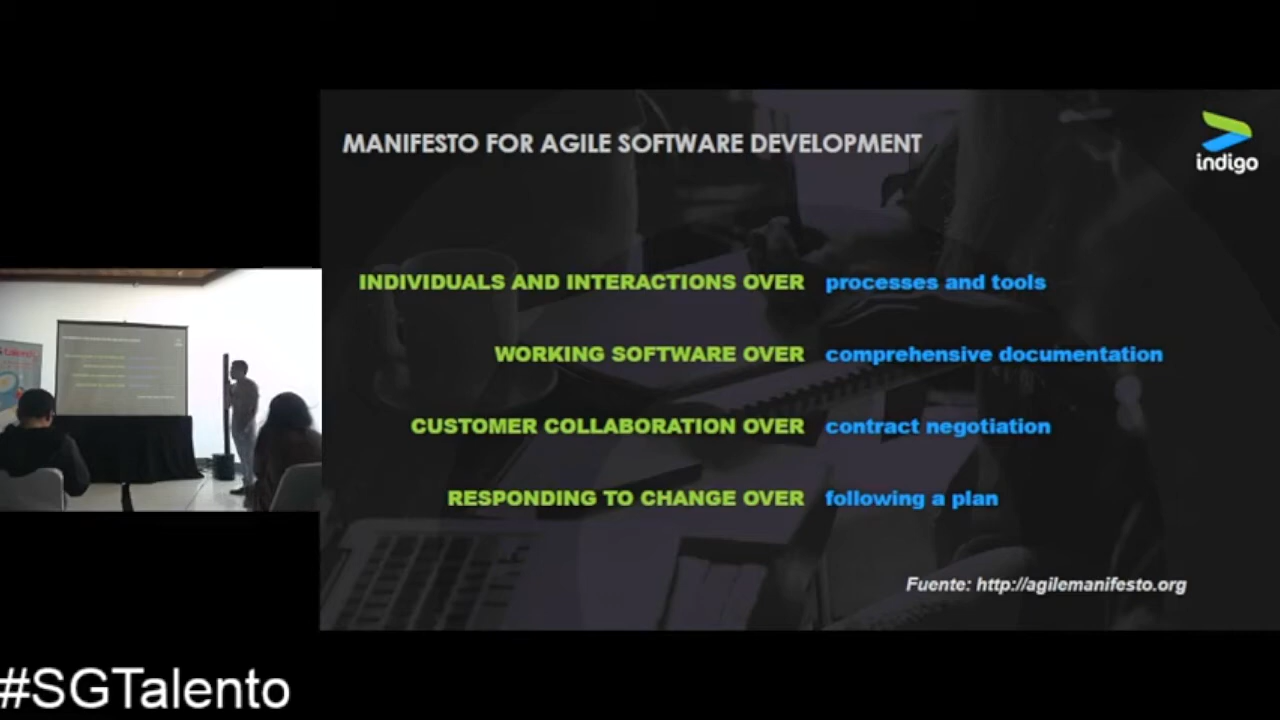 MANIFESTO FOR AGILE SOFTWARE DEVELOPMENT
indigo
INDIVIDUALS AND INTERACTIONS OVER processes and tools
WORKING SOFTWARE OVER comprehensive documentation
CUSTOMER COLLABORATION OVER contract negotiation
RESPONDING TO CHANGE OVER following a plan
Fuente: http://agilemanifesto.org
#SGTalento